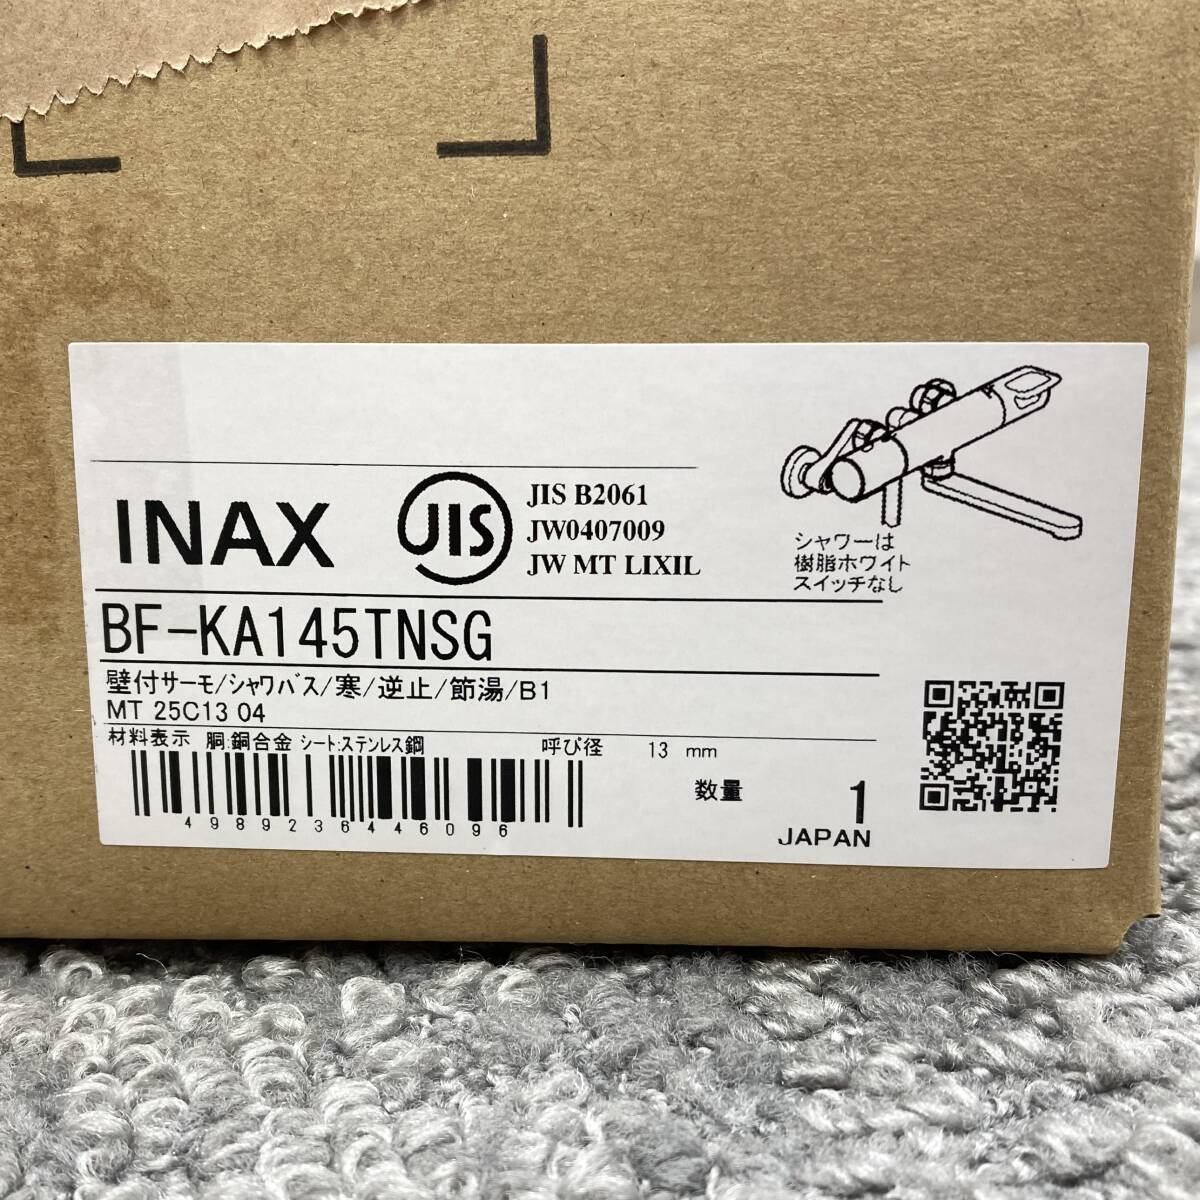 INAX
JIS
JIS B2061
JW0407009
JW MT LIXIL
シャワーは
樹脂ホワイト
スイッチなし
BF-KA145TNSG
壁付サーモ/シャワバス/寒/逆止/節湯/B1
MT 25C13 04
材料表示 胴:銅合金 シート:ステンレス鋼 呼び径 13 mm
4989236446096
数量 1
JAPAN